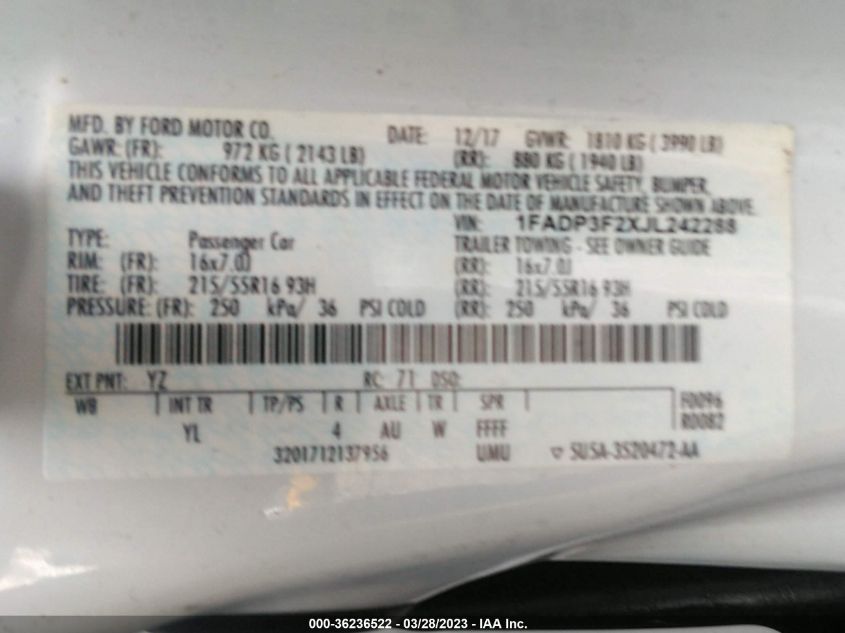 MFD. BY FORD MOTOR CO. DATE: 12/17 GVWR: 1810 KG ( 3990 LB)
GAWR: (FR): 972 KG ( 2143 LB) (RR): 880 KG ( 1940 LB)
THIS VEHICLE CONFORMS TO ALL APPLICABLE FEDERAL MOTOR VEHICLE SAFETY, BUMPER,
AND THEFT PREVENTION STANDARDS IN EFFECT ON THE DATE OF MANUFACTURE SHOWN ABOVE.
VIN: 1FADP3F2XJL242288
TYPE: Passenger Car TRAILER TOWING - SEE OWNER GUIDE
RIM: (FR): 16x7.0J (RR): 16x7.0J
TIRE: (FR): 215/55R16 93H (RR): 215/55R16 93H
PRESSURE: (FR): 250 kPa/ 36 PSI COLD (RR): 250 kPa/ 36 PSI COLD
EXT PNT: YZ RC: 71 DSO:
WB INT TR TP/PS R AXLE TR SPR F0096
YL 4 AU W FFFF R0082
3201712137956 UMU ▽ 5U5A-3520472-AA
000-36236522 — 03/28/2023 — IAA Inc.